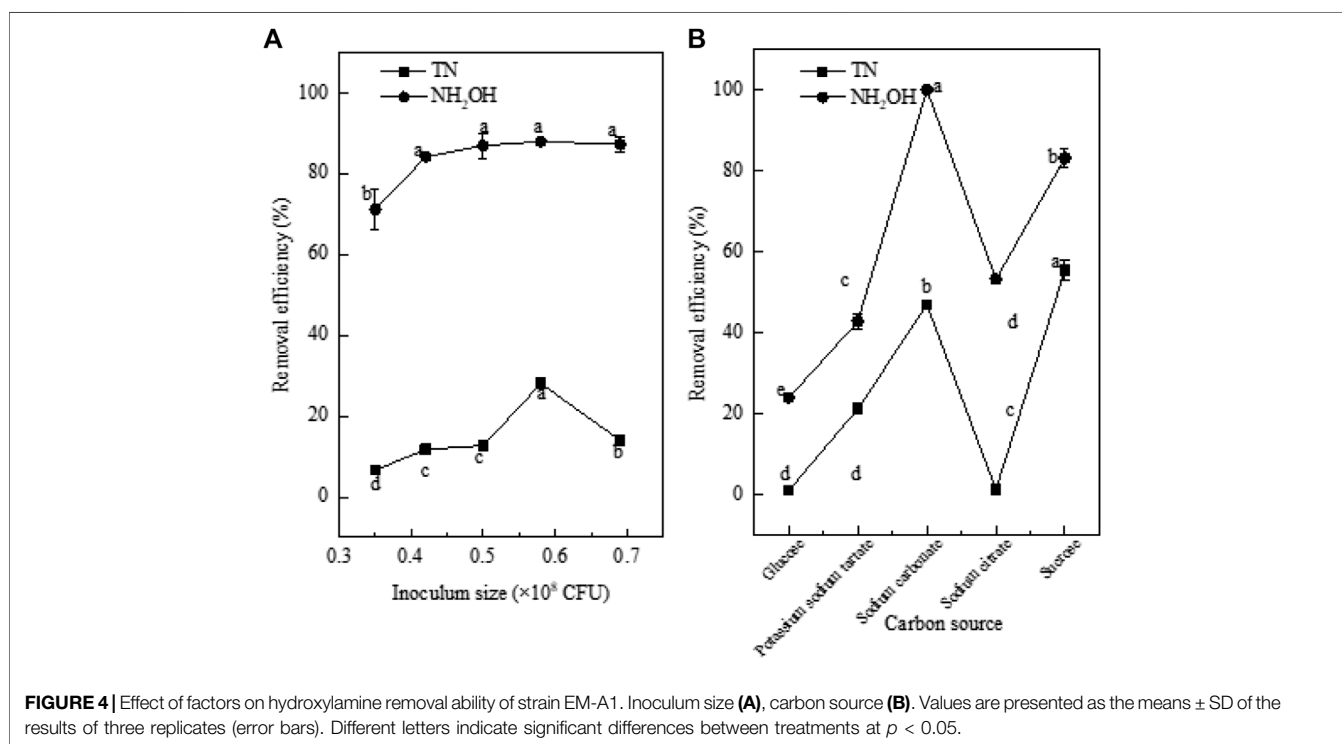 A
TN
NH₂OH
100
80
60
40
20
0
Removal efficiency (%)
b
a
a
a
a
d
c
c
a
b
0.3 0.4 0.5 0.6 0.7
Inoculum size (×10⁸ CFU)
B
TN
NH₂OH
100
80
60
40
20
0
Removal efficiency (%)
a
b
c
b
a
d
e
c
d
d
Glucose
Potassium sodium tartate
Sodium carbonate
Sodium citrate
Sucrose
Carbon source
FIGURE 4 | Effect of factors on hydroxylamine removal ability of strain EM-A1. Inoculum size (A), carbon source (B). Values are presented as the means ± SD of the
results of three replicates (error bars). Different letters indicate significant differences between treatments at p < 0.05.